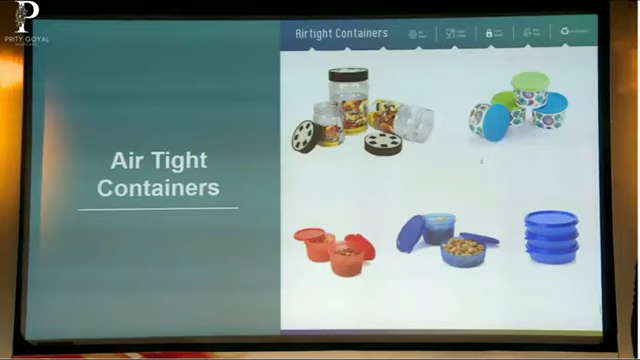 P
PRITY GOYAL
Air Tight
Containers
Airtight Containers